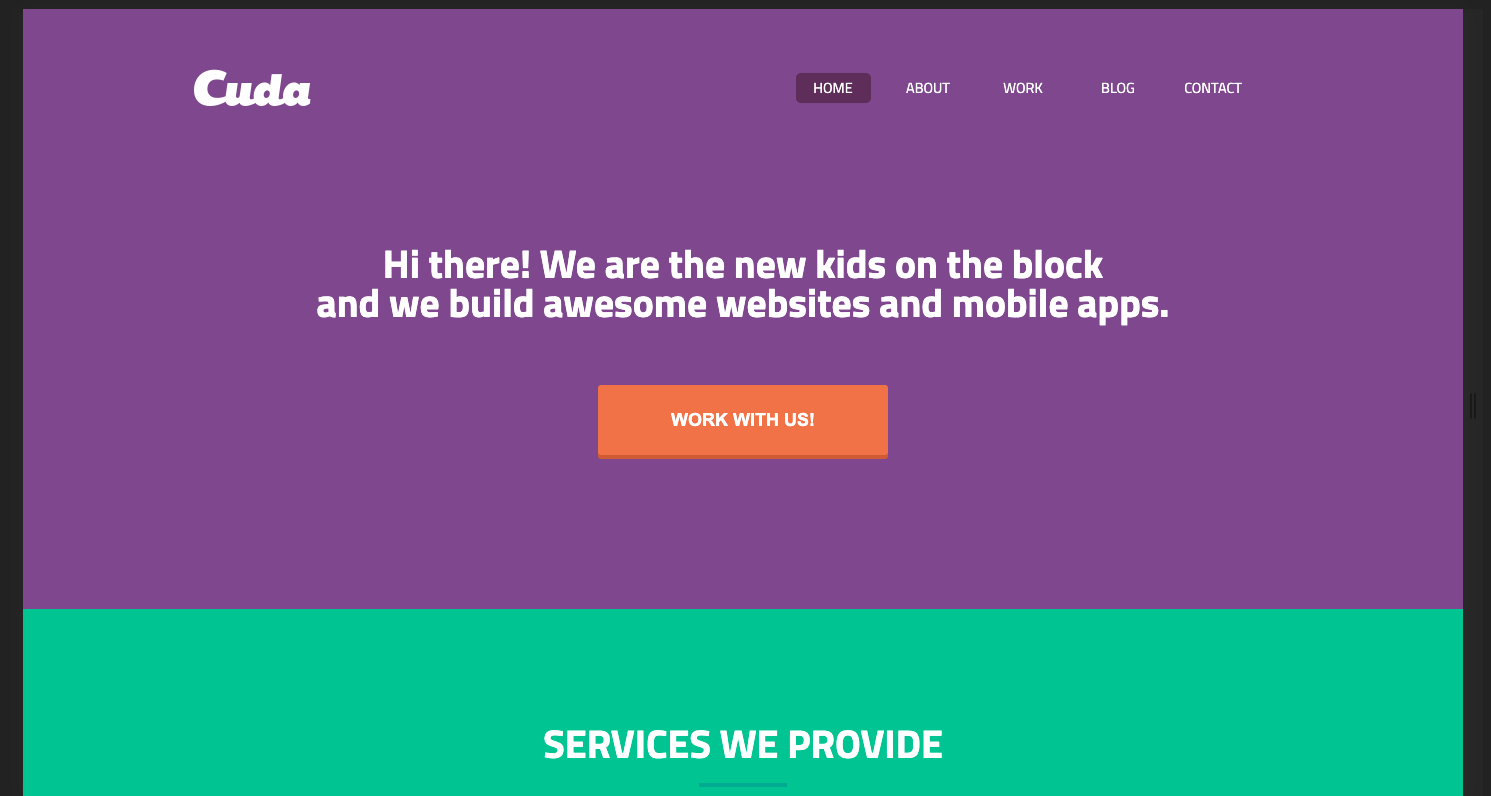 Cuda
HOME ABOUT WORK BLOG CONTACT
Hi there! We are the new kids on the block
and we build awesome websites and mobile apps.
WORK WITH US!
SERVICES WE PROVIDE